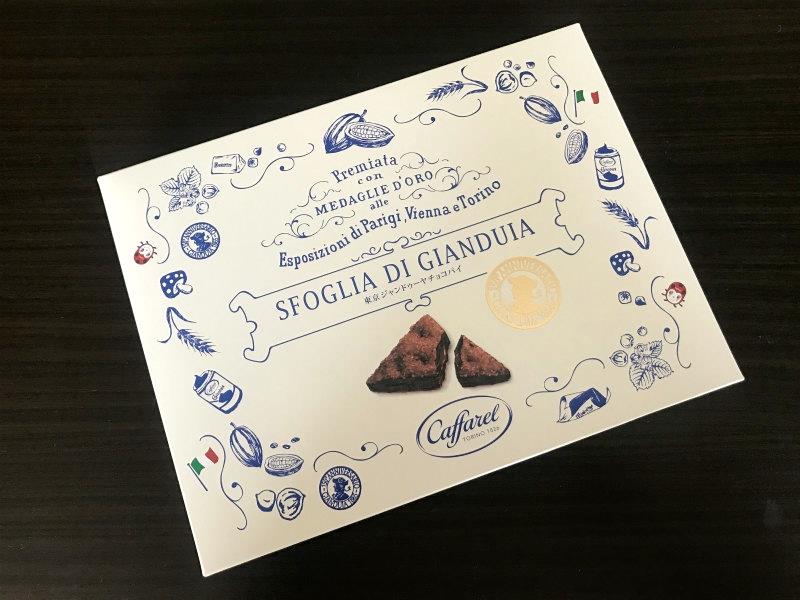 Premiata
con
MEDAGLIE D'ORO
alle
Esposizioni di Parigi, Vienna e Torino
SFOGLIA DI GIANDUIA
東京ジャンドゥーヤチョコパイ
Caffarel
TORINO 1826